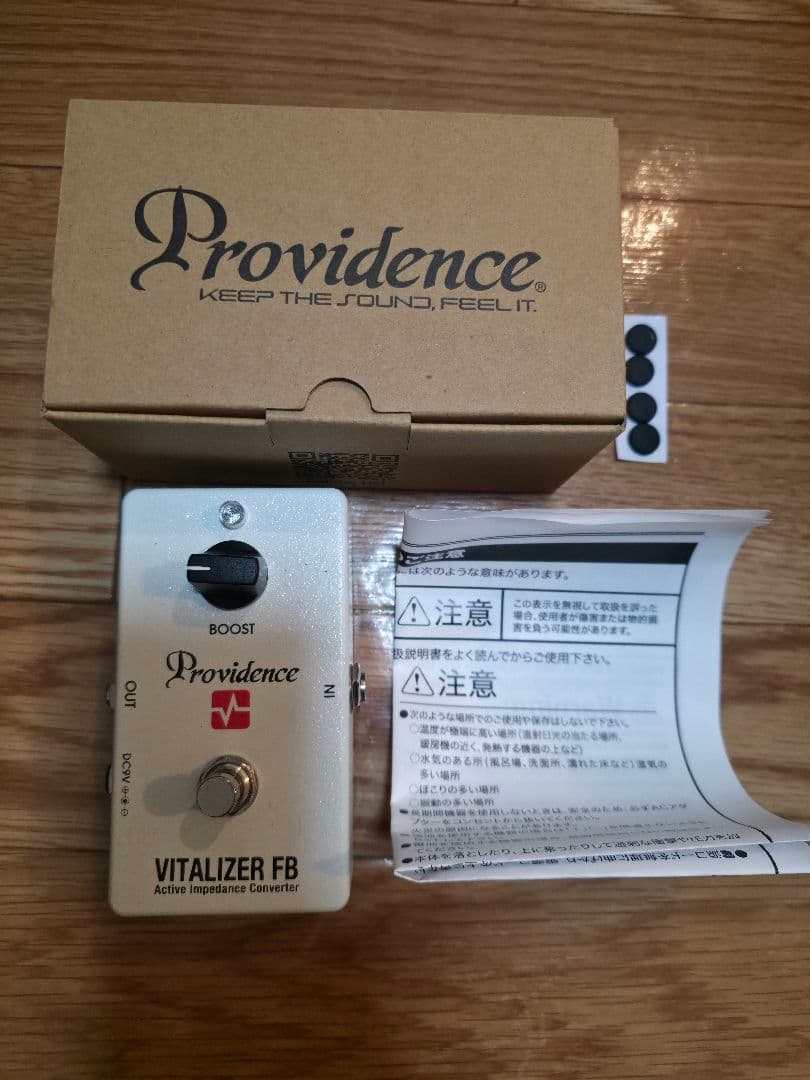 Providence®
KEEP THE SOUND, FEEL IT.
BOOST
Providence
OUT
IN
DC9V
VITALIZER FB
Active Impedance Converter
ご注意
は次のような意味があります。
注意
この表示を無視して取扱を誤った
場合、使用者が傷害または物的損
害を負う可能性があります。
扱説明書をよく読んでからご使用下さい。
注意
●次のような場所でのご使用や保存はしないで下さい。
○温度が極端に高い場所(直射日光の当たる場所、
暖房機の近く、発熱する機器の上など)
○水気のある所(風呂場、洗面所、濡れた床など)湿気の
多い場所
○ほこりの多い場所
○振動の多い場所